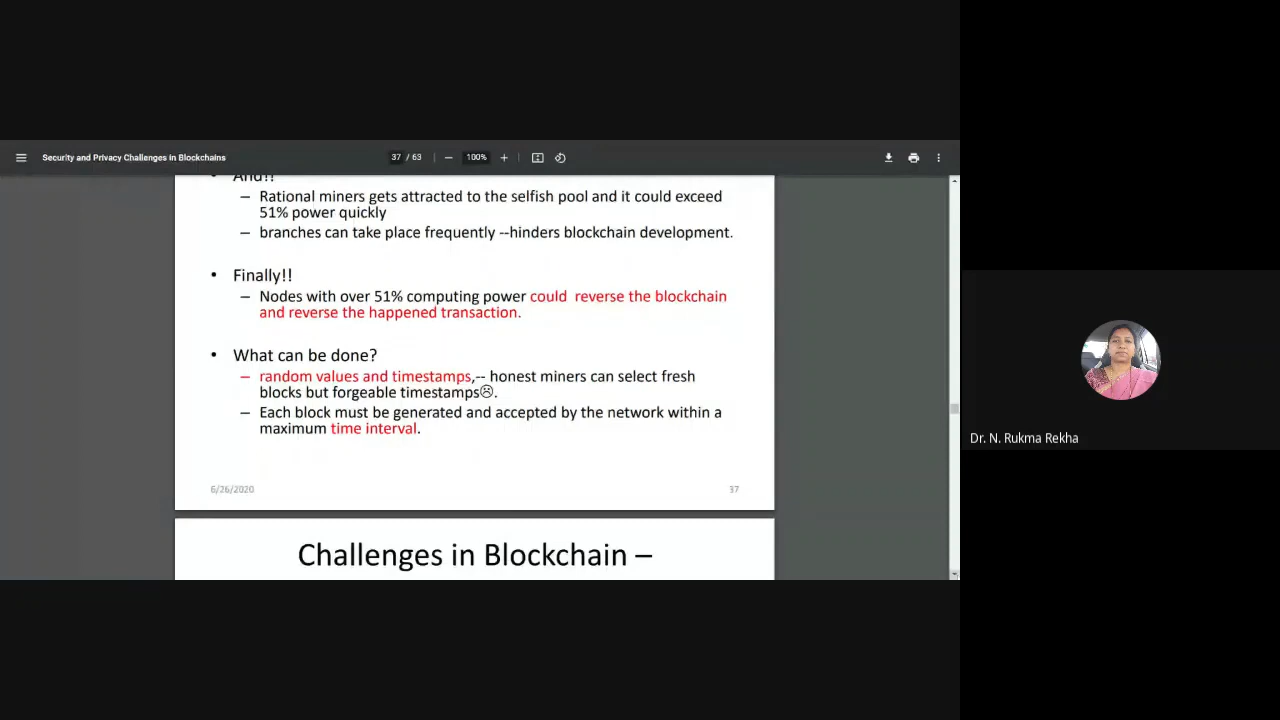 Security and Privacy Challenges in Blockchains
37 / 63
100%
And!!
– Rational miners gets attracted to the selfish pool and it could exceed
51% power quickly
– branches can take place frequently --hinders blockchain development.
• Finally!!
– Nodes with over 51% computing power could reverse the blockchain
and reverse the happened transaction.
• What can be done?
– random values and timestamps,-- honest miners can select fresh
blocks but forgeable timestamps☹.
– Each block must be generated and accepted by the network within a
maximum time interval.
6/26/2020
37
Challenges in Blockchain –
Dr. N. Rukma Rekha